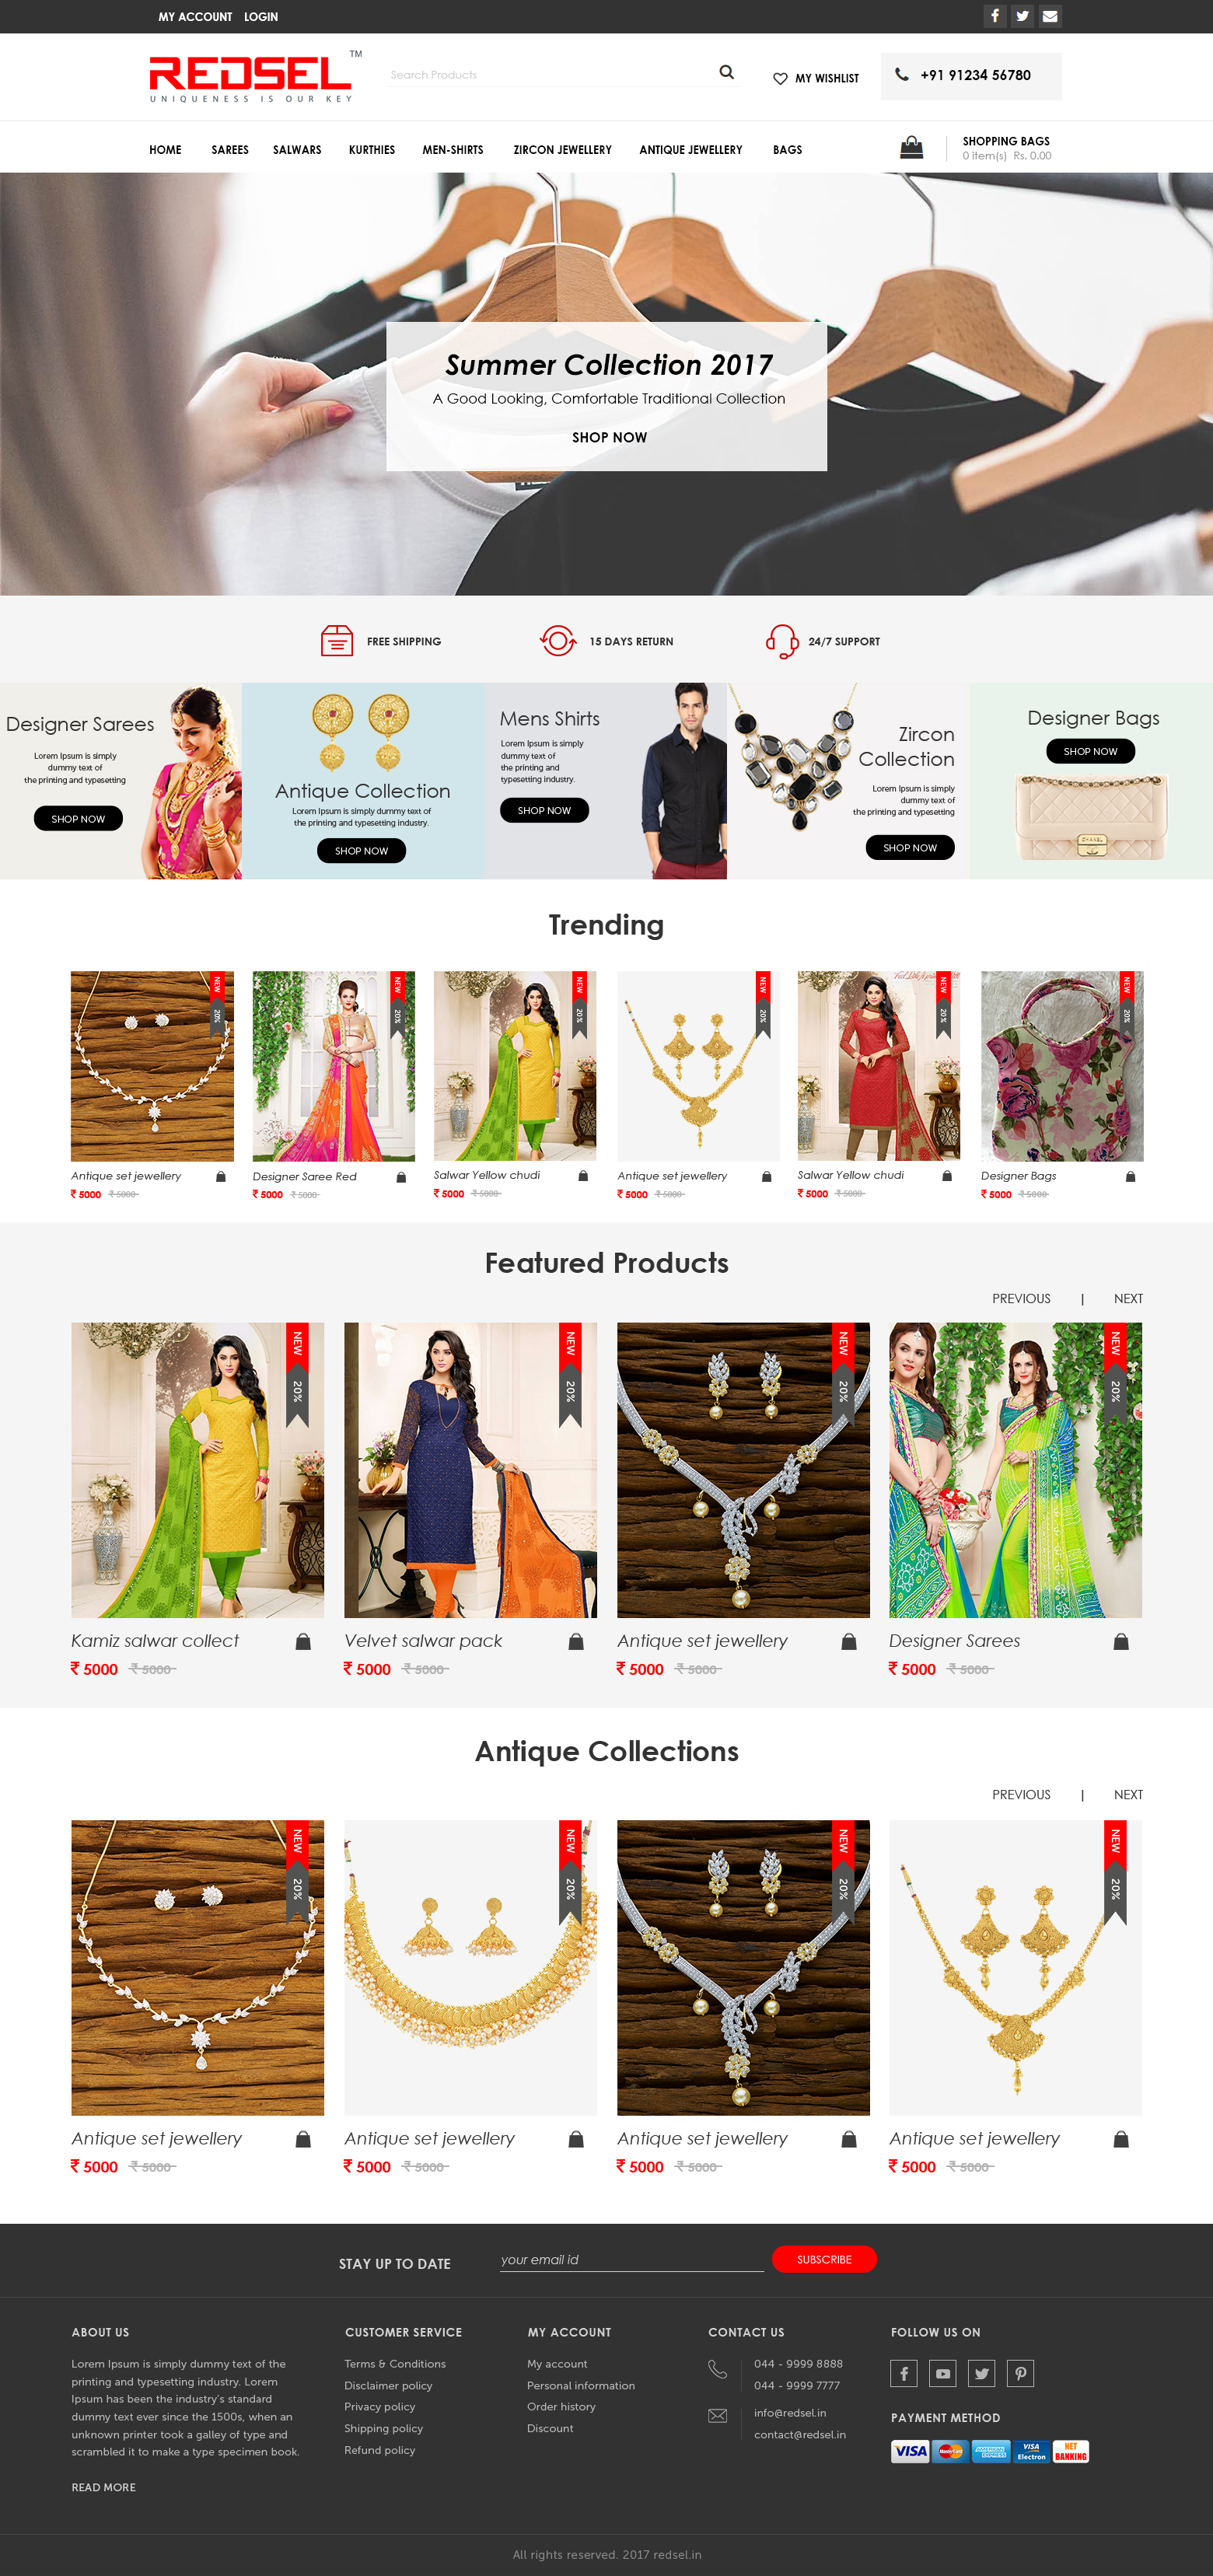 MY ACCOUNT LOGIN
REDSEL TM
UNIQUENESS IS OUR KEY
Search Products
MY WISHLIST
+91 91234 56780
HOME SAREES SALWARS KURTHIES MEN-SHIRTS ZIRCON JEWELLERY ANTIQUE JEWELLERY BAGS
SHOPPING BAGS
0 item(s) Rs. 0.00
Summer Collection 2017
A Good Looking, Comfortable Traditional Collection
SHOP NOW
FREE SHIPPING
15 DAYS RETURN
24/7 SUPPORT
Designer Sarees
Lorem Ipsum is simply
dummy text of
the printing and typesetting
SHOP NOW
Antique Collection
Lorem Ipsum is simply dummy text of
the printing and typesetting industry.
SHOP NOW
Mens Shirts
Lorem Ipsum is simply
dummy text of
the printing and
typesetting industry.
SHOP NOW
Zircon
Collection
Lorem Ipsum is simply
dummy text of
the printing and typesetting
SHOP NOW
Designer Bags
SHOP NOW
CHANEL
Trending
NEW
20%
Antique set jewellery
₹ 5000 ₹ 5000
NEW
20%
Designer Saree Red
₹ 5000 ₹ 5000
NEW
20%
Salwar Yellow chudi
₹ 5000 ₹ 5000
NEW
20%
Antique set jewellery
₹ 5000 ₹ 5000
NEW
20%
Salwar Yellow chudi
₹ 5000 ₹ 5000
NEW
20%
Designer Bags
₹ 5000 ₹ 5000
Featured Products
PREVIOUS | NEXT
NEW
20%
Kamiz salwar collect
₹ 5000 ₹ 5000
NEW
20%
Velvet salwar pack
₹ 5000 ₹ 5000
NEW
20%
Antique set jewellery
₹ 5000 ₹ 5000
NEW
20%
Designer Sarees
₹ 5000 ₹ 5000
Antique Collections
PREVIOUS | NEXT
NEW
20%
Antique set jewellery
₹ 5000 ₹ 5000
NEW
20%
Antique set jewellery
₹ 5000 ₹ 5000
NEW
20%
Antique set jewellery
₹ 5000 ₹ 5000
NEW
20%
Antique set jewellery
₹ 5000 ₹ 5000
STAY UP TO DATE
your email id
SUBSCRIBE
ABOUT US
Lorem Ipsum is simply dummy text of the
printing and typesetting industry. Lorem
Ipsum has been the industry's standard
dummy text ever since the 1500s, when an
unknown printer took a galley of type and
scrambled it to make a type specimen book.
READ MORE
CUSTOMER SERVICE
Terms & Conditions
Disclaimer policy
Privacy policy
Shipping policy
Refund policy
MY ACCOUNT
My account
Personal information
Order history
Discount
CONTACT US
044 - 9999 8888
044 - 9999 7777
info@redsel.in
contact@redsel.in
FOLLOW US ON
PAYMENT METHOD
VISA
MasterCard
AMERICAN EXPRESS
VISA Electron
NET BANKING
All rights reserved. 2017 redsel.in